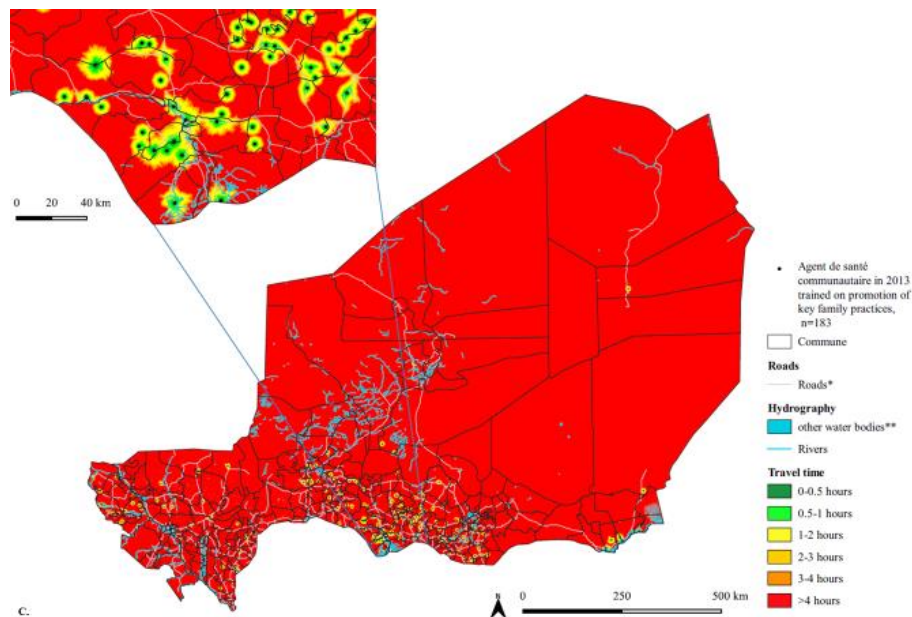 0 20 40 km
Agent de santé
communautaire in 2013
trained on promotion of
key family practices,
n=183
Commune
Roads
Roads*
Hydrography
other water bodies**
Rivers
Travel time
0-0.5 hours
0.5-1 hours
1-2 hours
2-3 hours
3-4 hours
>4 hours
C.
N
0 250 500 km